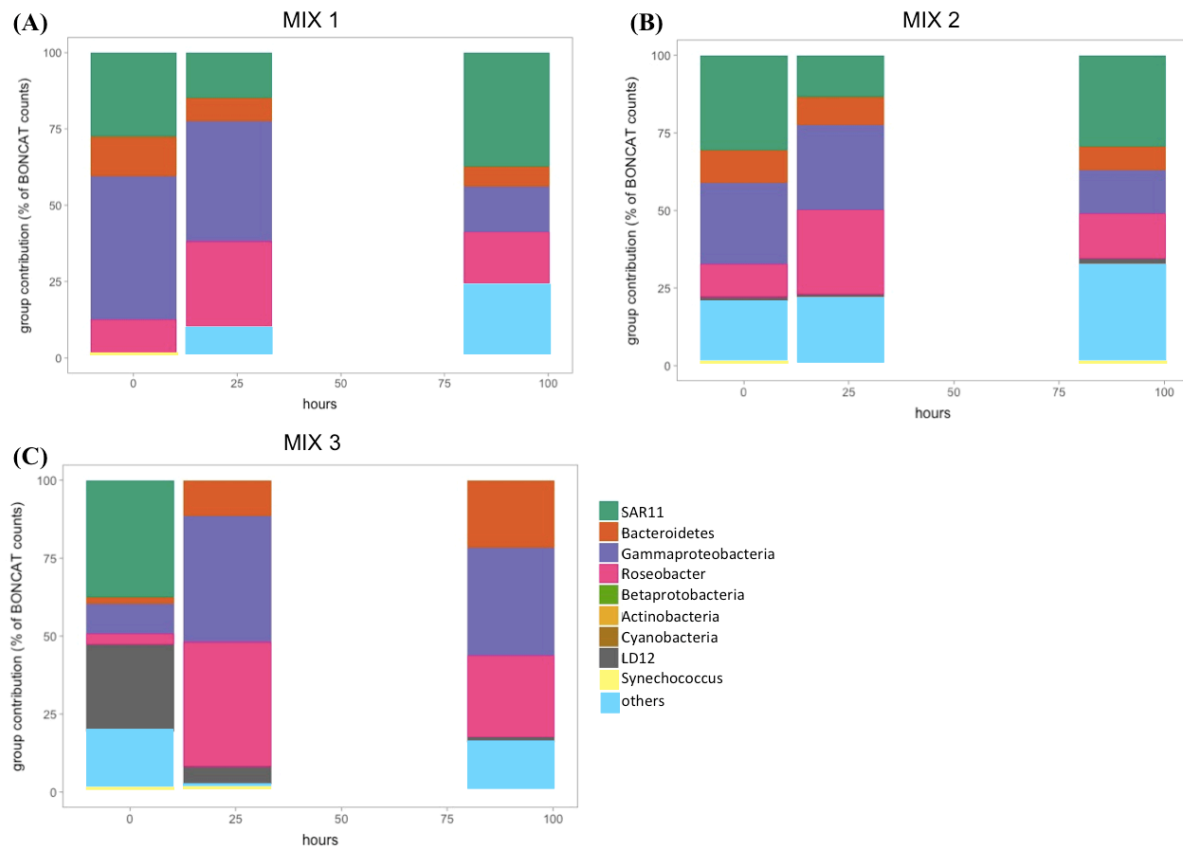 (A)
MIX 1
group contribution (% of BONCAT counts)
100
75
50
25
0
0 25 50 75 100
hours
(B)
MIX 2
group contribution (% of BONCAT counts)
100
75
50
25
0
0 25 50 75 100
hours
(C)
MIX 3
group contribution (% of BONCAT counts)
100
75
50
25
0
0 25 50 75 100
hours
SAR11
Bacteroidetes
Gammaproteobacteria
Roseobacter
Betaprotobacteria
Actinobacteria
Cyanobacteria
LD12
Synechococcus
others